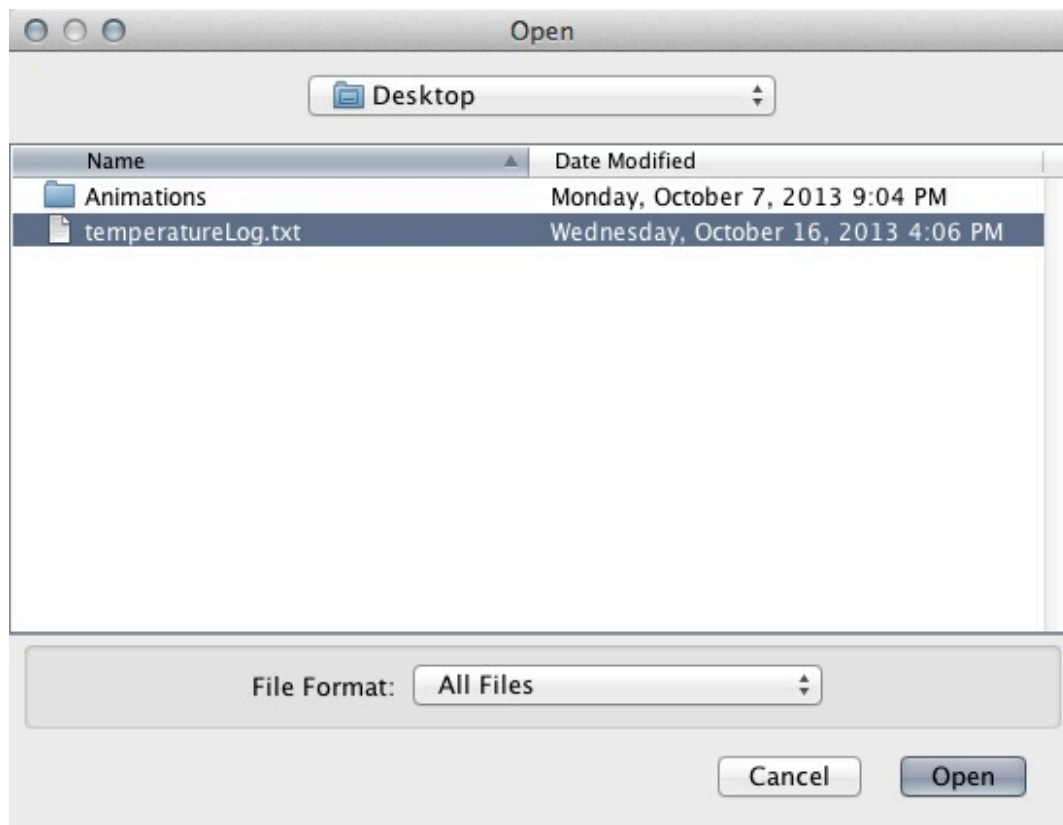 Open
Desktop
Name Date Modified
Animations Monday, October 7, 2013 9:04 PM
temperatureLog.txt Wednesday, October 16, 2013 4:06 PM
File Format: All Files
Cancel Open